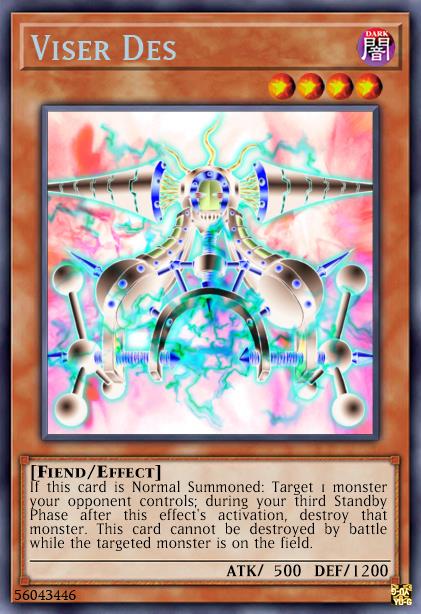 Viser Des
DARK
闇
[Fiend/Effect]
If this card is Normal Summoned: Target 1 monster
your opponent controls; during your third Standby
Phase after this effect's activation, destroy that
monster. This card cannot be destroyed by battle
while the targeted monster is on the field.
ATK/ 500 DEF/1200
56043446